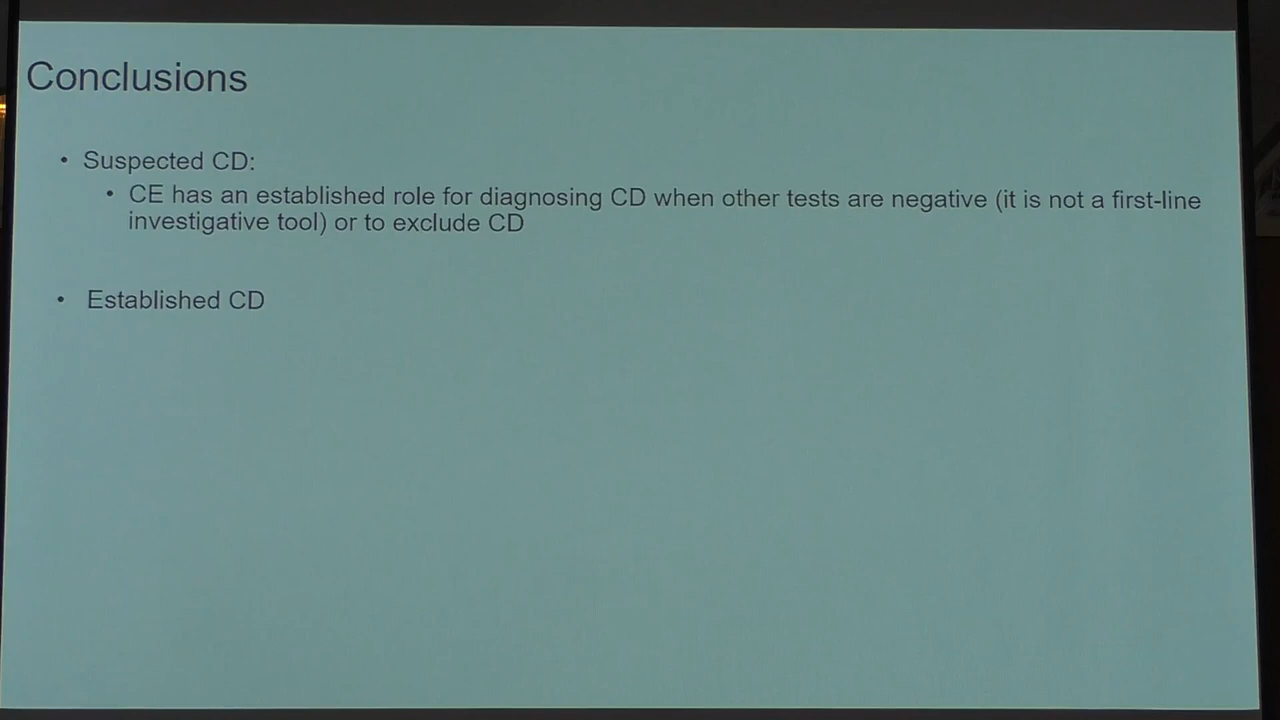 Conclusions
• Suspected CD:
• CE has an established role for diagnosing CD when other tests are negative (it is not a first-line
investigative tool) or to exclude CD
• Established CD